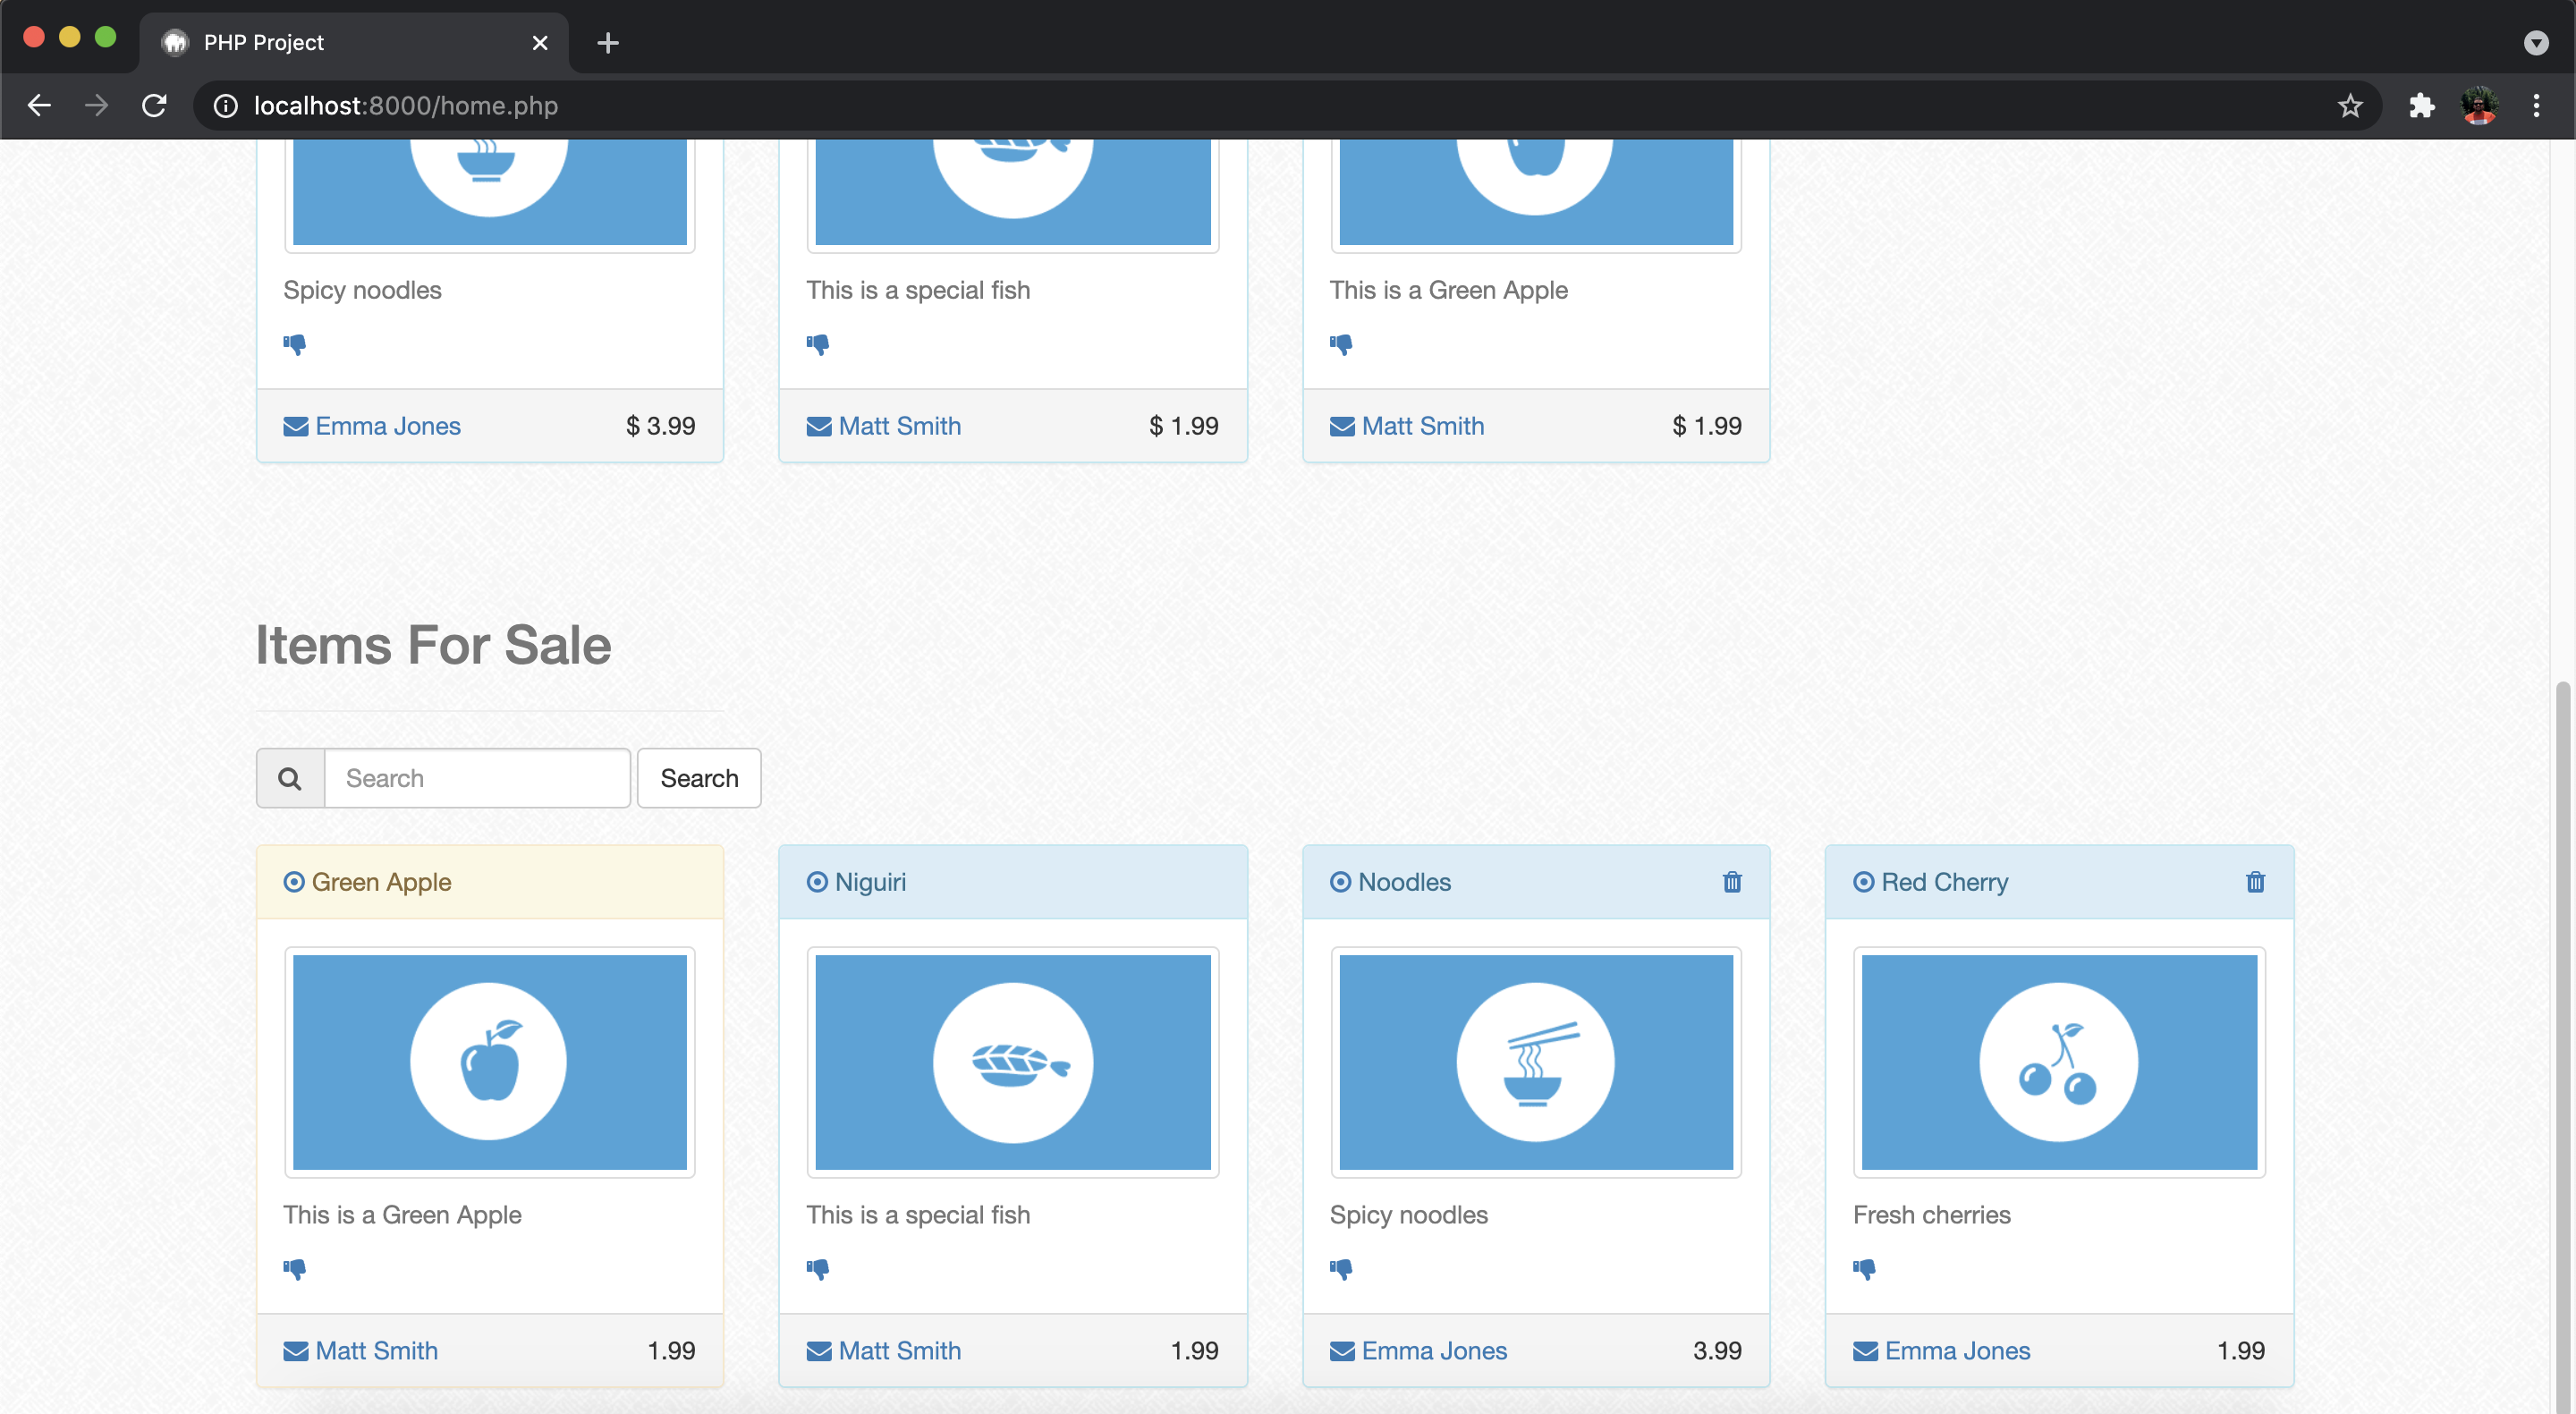 PHP Project
localhost:8000/home.php
Spicy noodles
This is a special fish
This is a Green Apple
Emma Jones $ 3.99
Matt Smith $ 1.99
Matt Smith $ 1.99
Items For Sale
Search Search
Green Apple
Niguiri
Noodles
Red Cherry
This is a Green Apple
This is a special fish
Spicy noodles
Fresh cherries
Matt Smith 1.99
Matt Smith 1.99
Emma Jones 3.99
Emma Jones 1.99